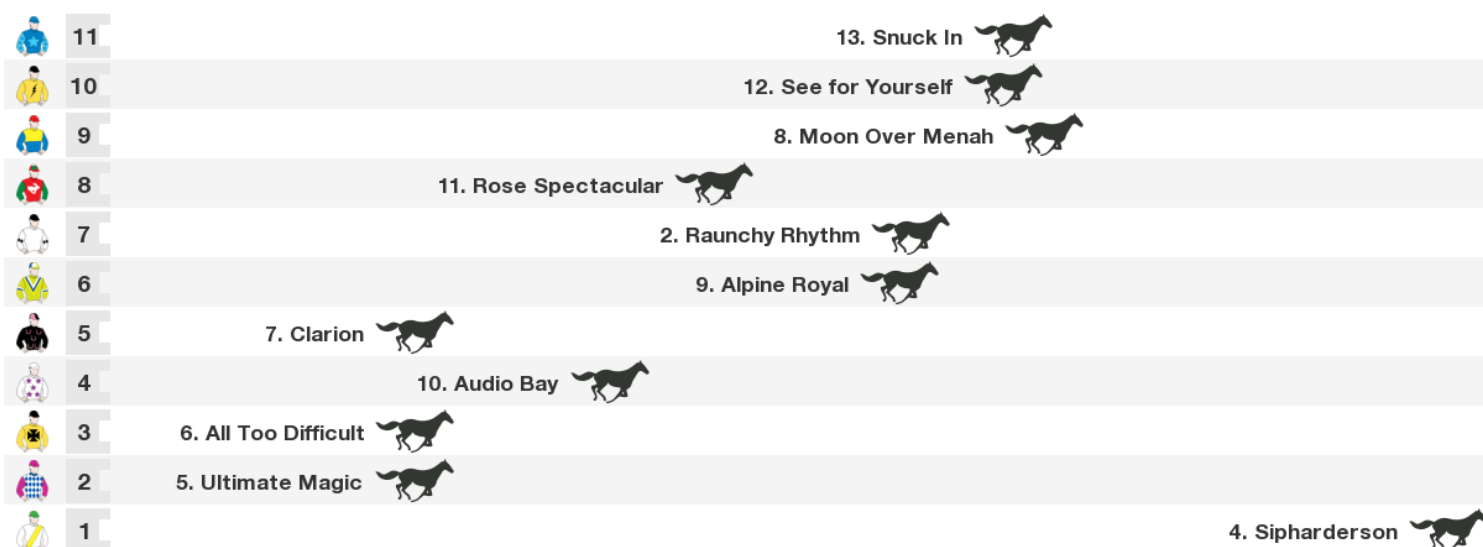 11 13. Snuck In
10 12. See for Yourself
9 8. Moon Over Menah
8 11. Rose Spectacular
7 2. Raunchy Rhythm
6 9. Alpine Royal
5 7. Clarion
4 10. Audio Bay
3 6. All Too Difficult
2 5. Ultimate Magic
1 4. Sipharderson